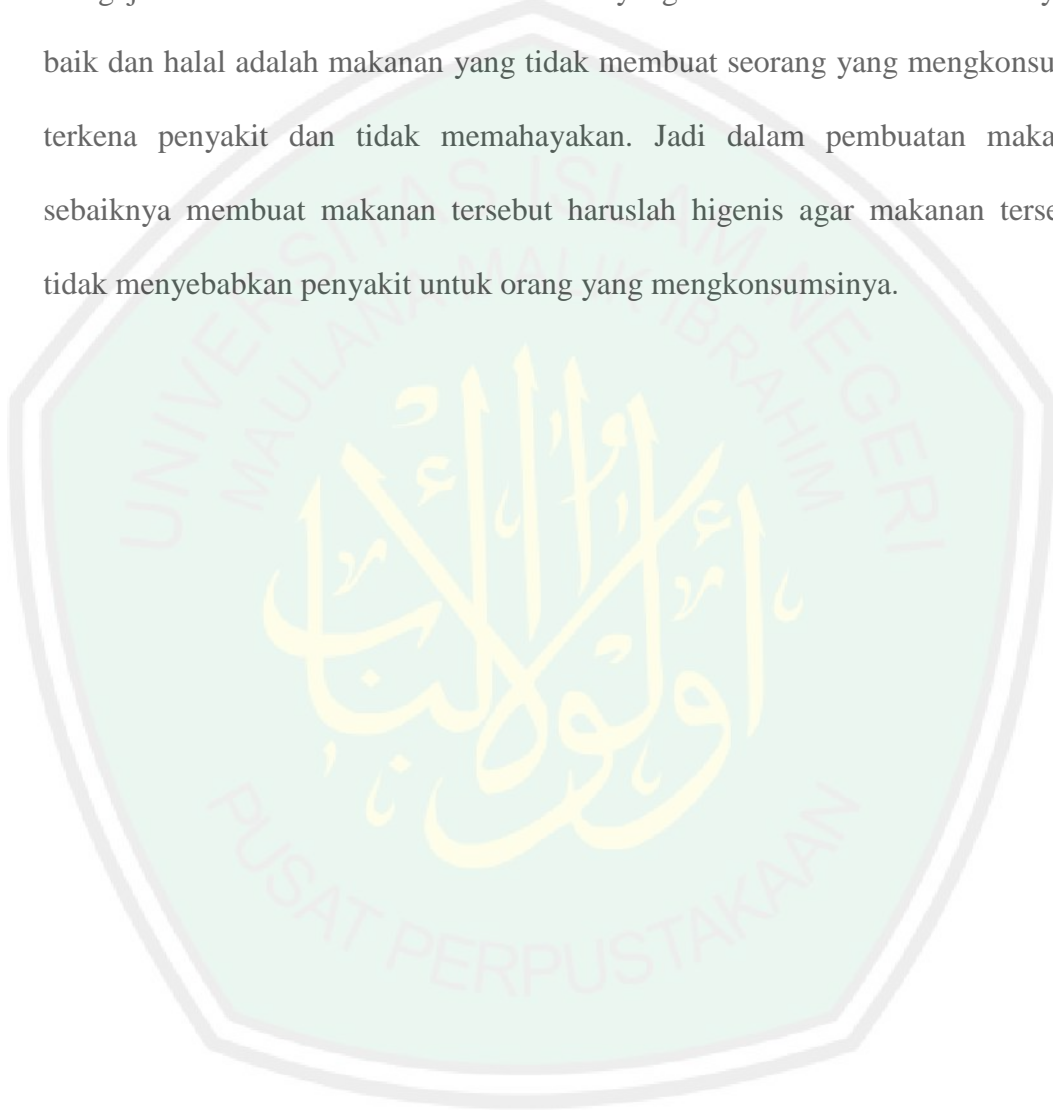 baik dan halal adalah makanan yang tidak membuat seorang yang mengkonsu
terkena penyakit dan tidak memahayakan. Jadi dalam pembuatan maka
sebaiknya membuat makanan tersebut haruslah higenis agar makanan terse
tidak menyebabkan penyakit untuk orang yang mengkonsumsinya.
UNIVERSITAS ISLAM NEGERI
MAULANA MALIK IBRAHIM
أولوا الألباب
PUSAT PERPUSTAKAAN